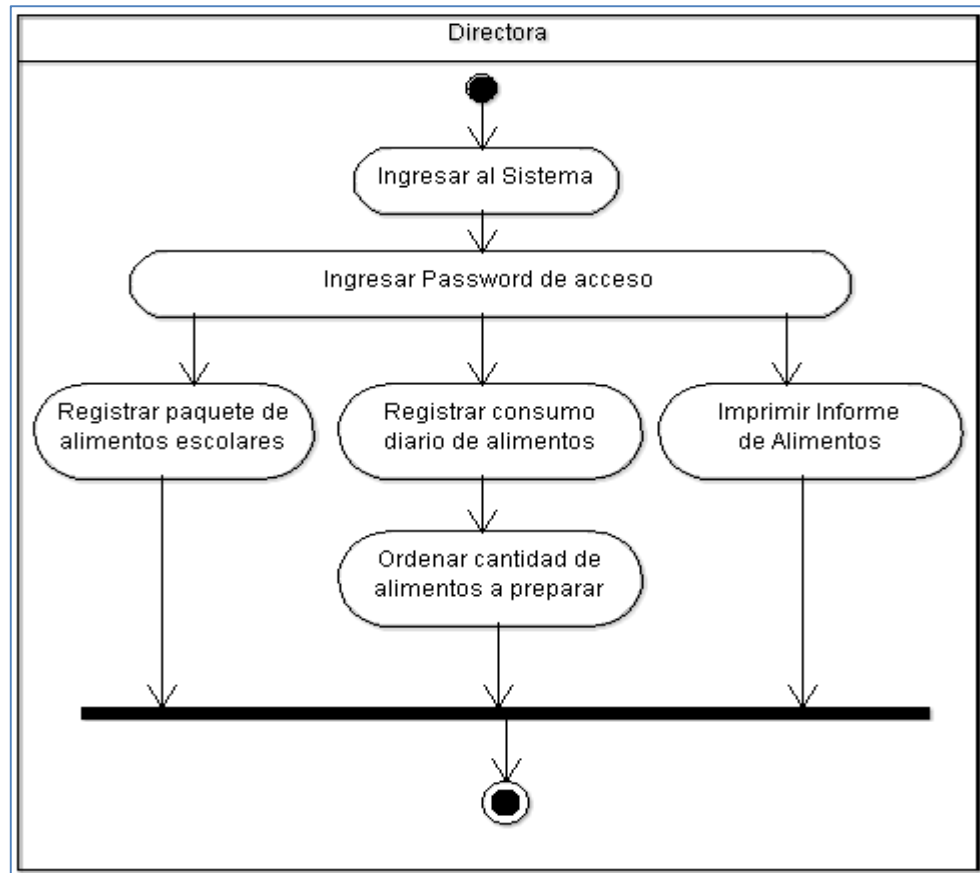 Directora
Ingresar al Sistema
Ingresar Password de acceso
Registrar paquete de
alimentos escolares
Registrar consumo
diario de alimentos
Imprimir Informe
de Alimentos
Ordenar cantidad de
alimentos a preparar